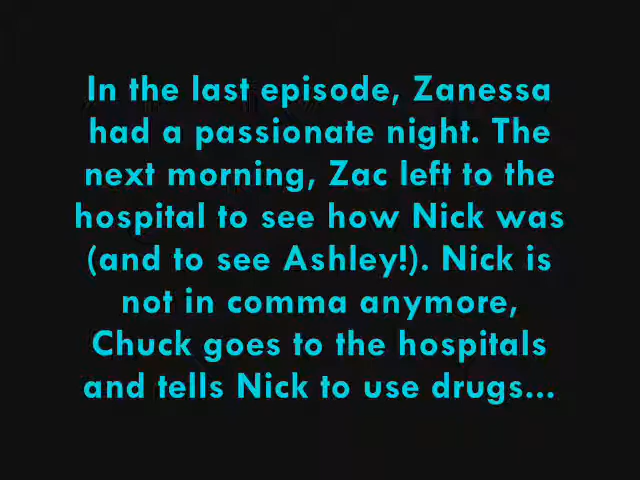 In the last episode, Zanessa
had a passionate night. The
next morning, Zac left to the
hospital to see how Nick was
(and to see Ashley!). Nick is
not in comma anymore,
Chuck goes to the hospitals
and tells Nick to use drugs...